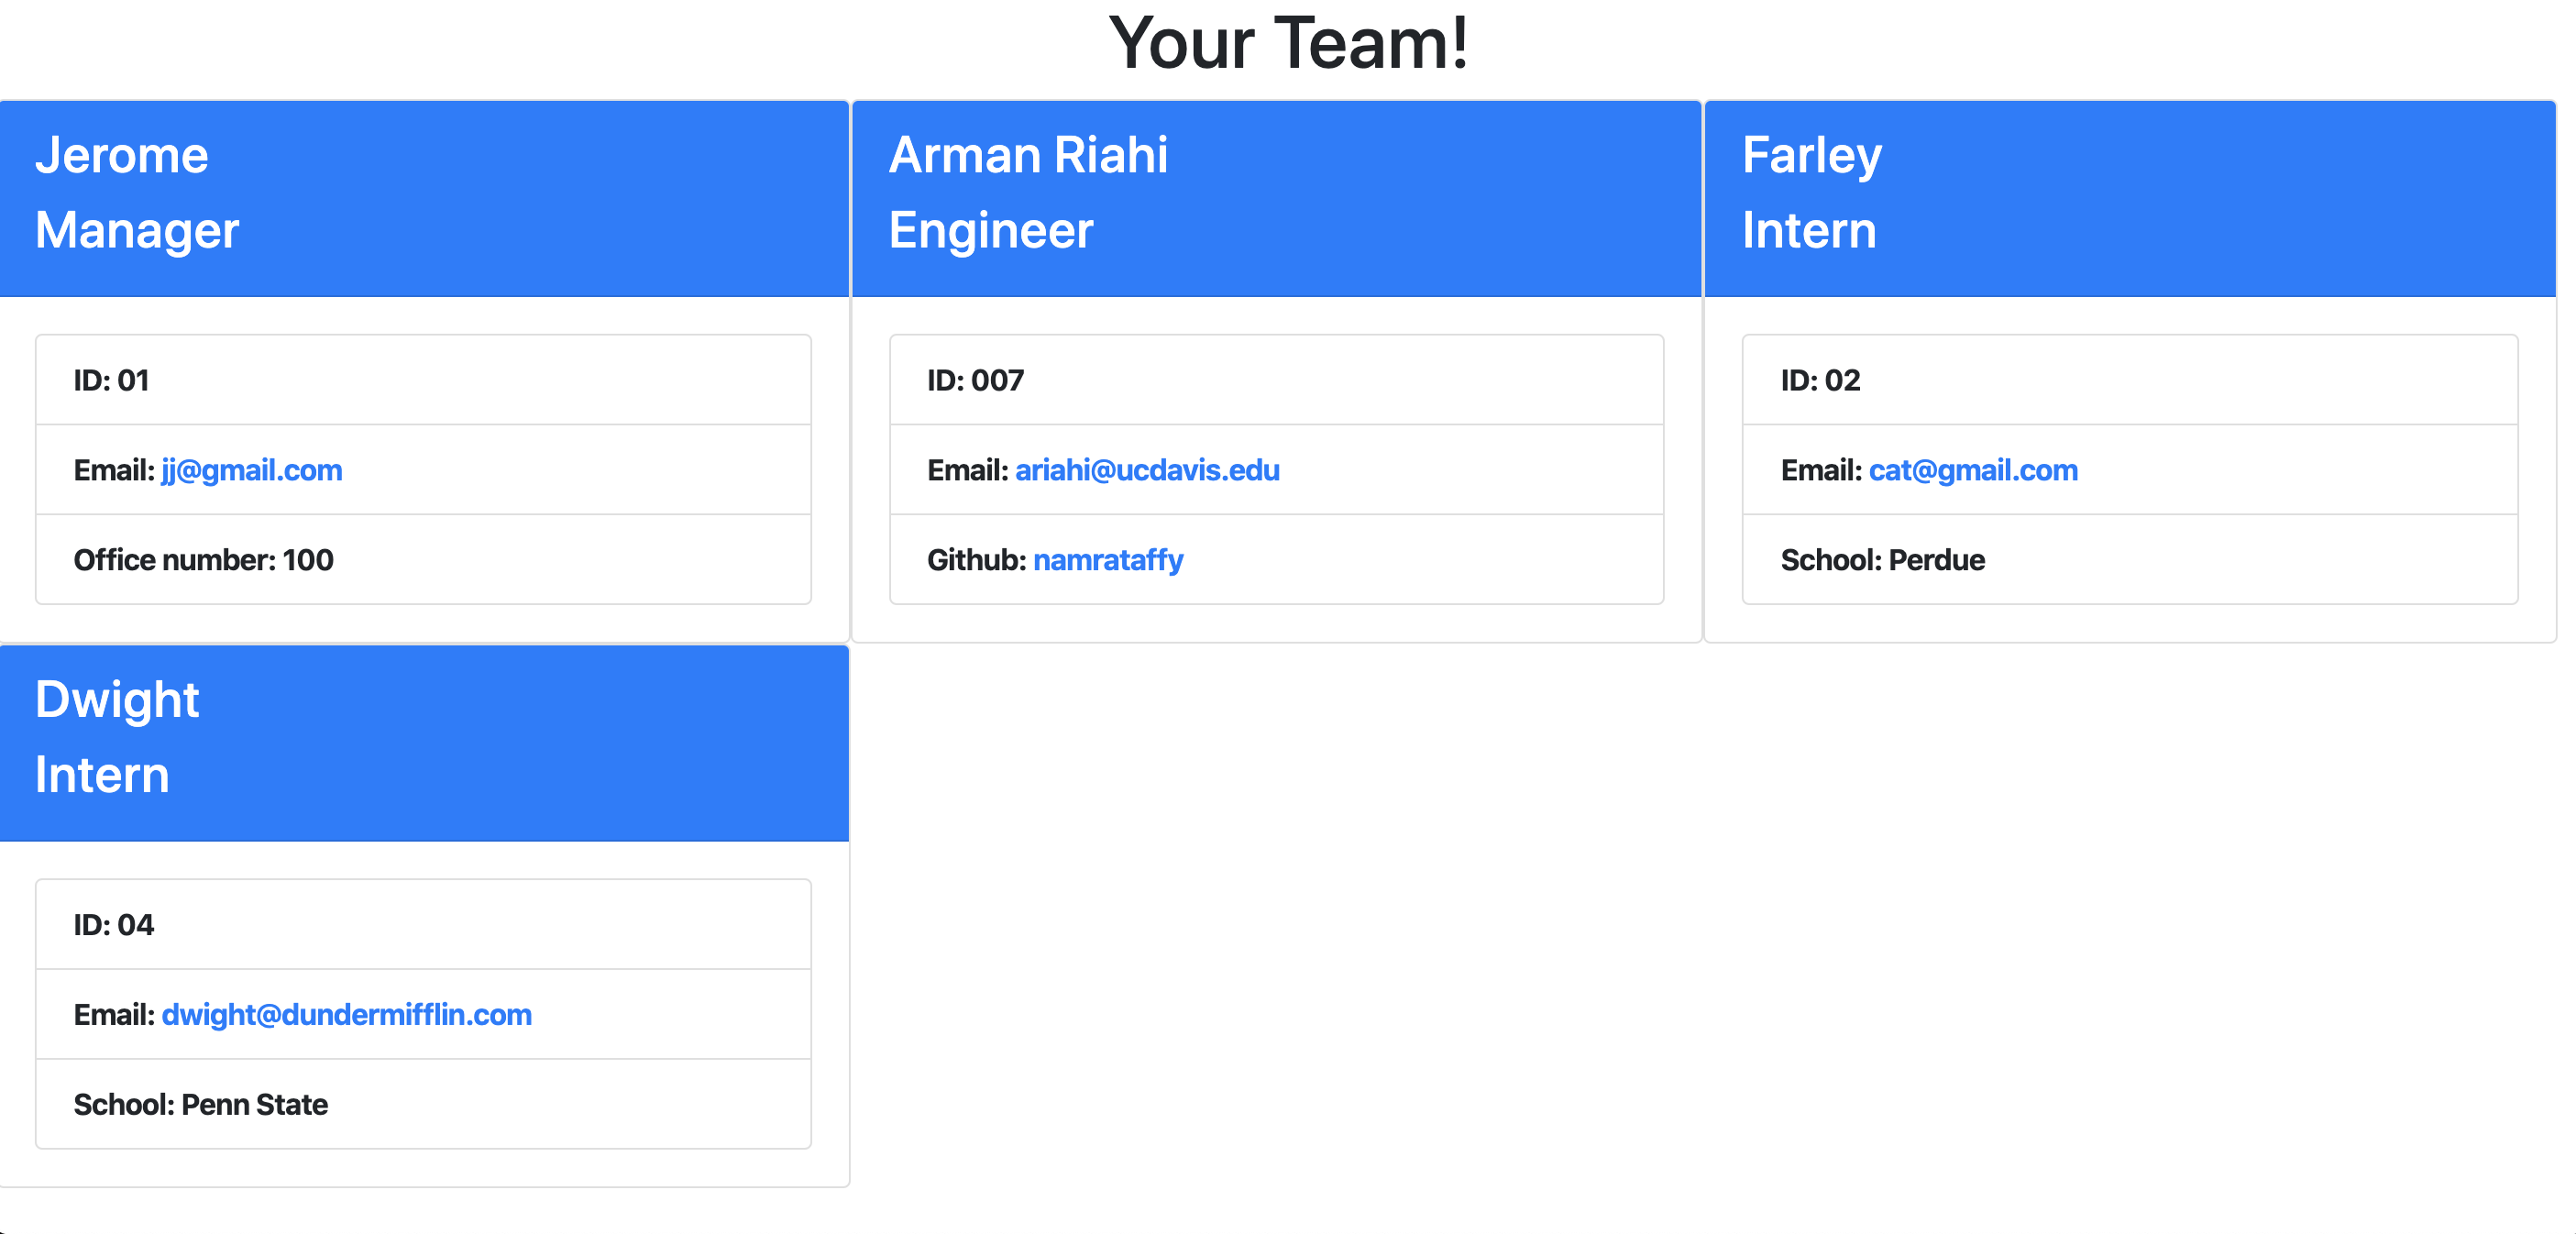 Your Team!
Jerome
Manager
ID: 01
Email: jj@gmail.com
Office number: 100
Arman Riahi
Engineer
ID: 007
Email: ariahi@ucdavis.edu
Github: namrataffy
Farley
Intern
ID: 02
Email: cat@gmail.com
School: Perdue
Dwight
Intern
ID: 04
Email: dwight@dundermifflin.com
School: Penn State